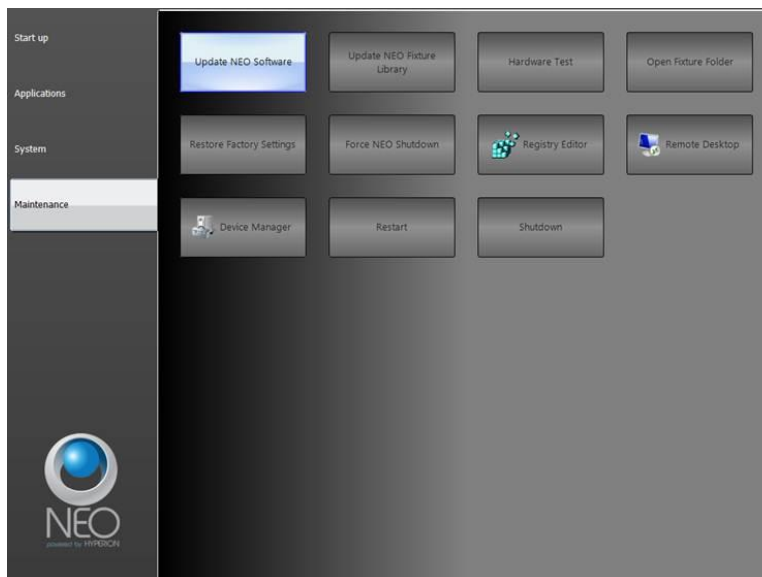 Start up
Applications
System
Maintenance
Update NEO Software
Update NEO Fixture
Library
Hardware Test
Open Fixture Folder
Restore Factory Settings
Force NEO Shutdown
Registry Editor
Remote Desktop
Device Manager
Restart
Shutdown
NEO
powered by HYPERION